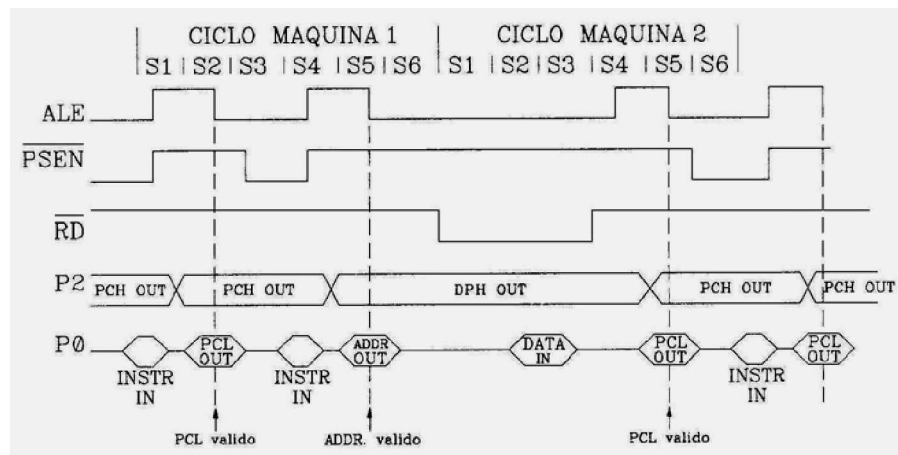 CICLO MAQUINA 1 CICLO MAQUINA 2
S1 S2 S3 S4 S5 S6 S1 S2 S3 S4 S5 S6
ALE
PSEN
RD
P2 PCH OUT PCH OUT DPH OUT PCH OUT PCH OUT
P0 PCL OUT ADDR OUT DATA IN PCL OUT PCL OUT
INSTR IN INSTR IN INSTR IN
PCL valido ADDR. valido PCL valido